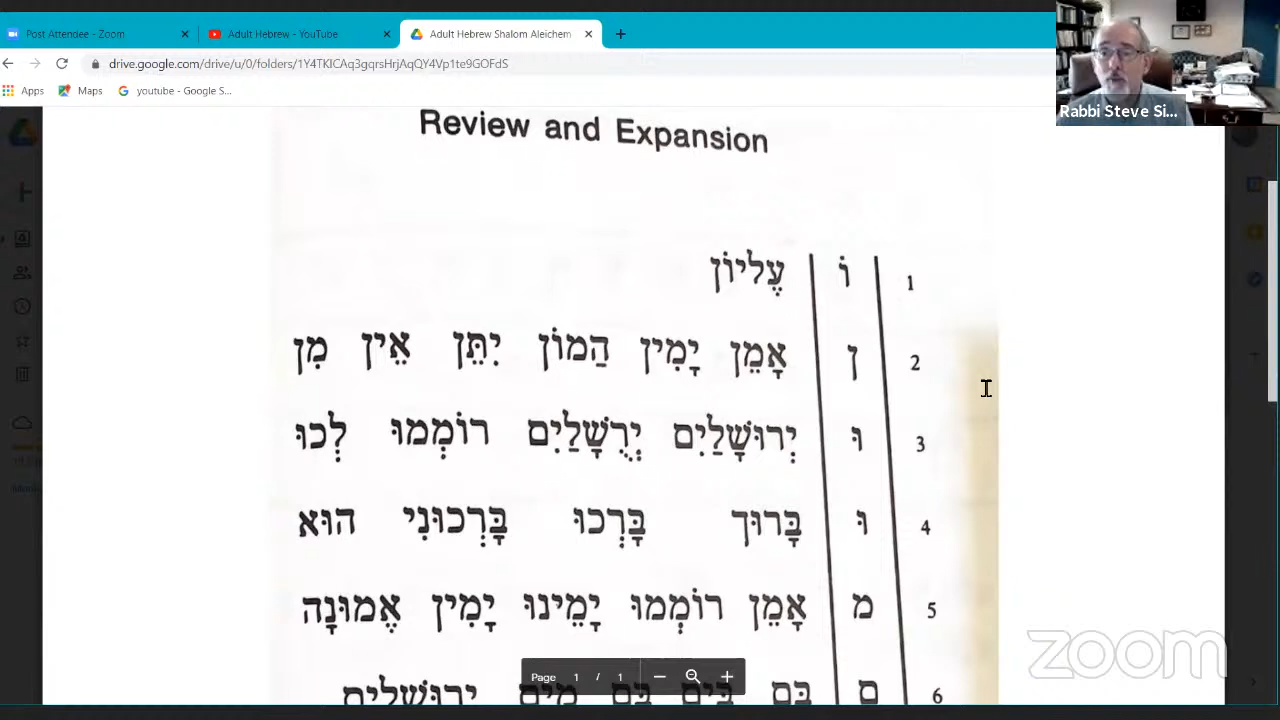 Post Attendee - Zoom
Adult Hebrew - YouTube
Adult Hebrew Shalom Aleichem
drive.google.com/drive/u/0/folders/1Y4TKICAq3gqrsHrjAqQY4Vp1te9GOFdS
Apps Maps youtube - Google S...
Rabbi Steve Si...
Review and Expansion
1 וֹ עֶלְיוֹן
2 ן אָמֵן יָמִין הַמוֹן יִתֵּן אֵין מִן
3 וּ יְרוּשָׁלַיִם יְֻרֻשָׁלַיִם רוֹמְמוּ לְכוּ
4 וּ בָּרוּךְ בָּרְכוּ בָּרְכוּנִי הוּא
5 מ אָמֵן רוֹמְמוּ יָמֵינוּ יָמִין אֱמוּנָה
6 ם בָּם בַּיִם בָּם מַיִם יְרוּשָׁלַיִם
Page 1 / 1
zoom